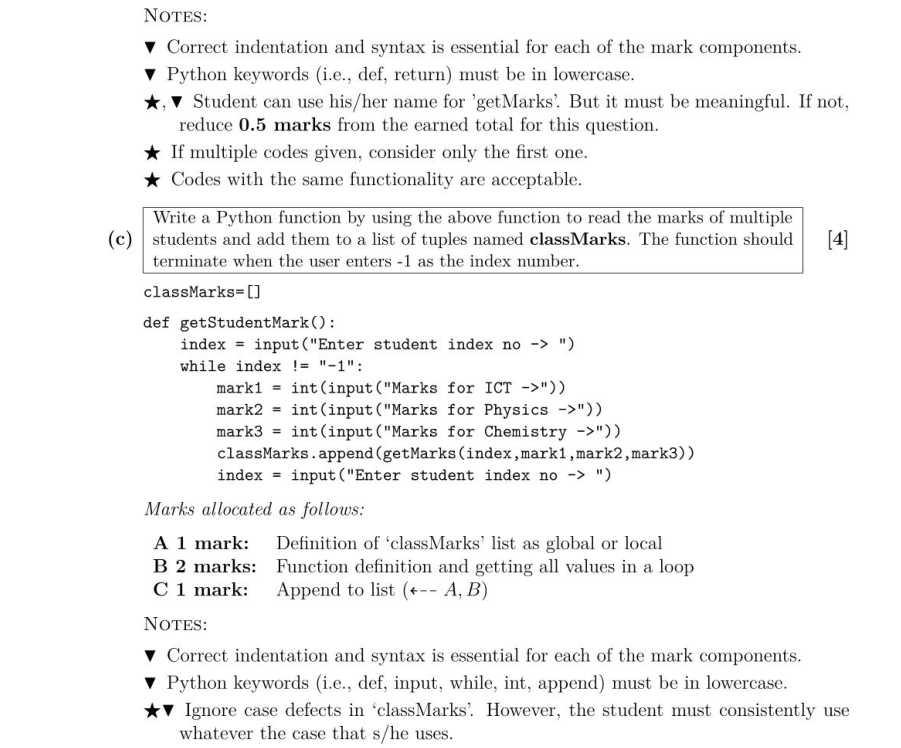 NOTES:
▼ Correct indentation and syntax is essential for each of the mark components.
▼ Python keywords (i.e., def, return) must be in lowercase.
★,▼ Student can use his/her name for 'getMarks'. But it must be meaningful. If not,
reduce 0.5 marks from the earned total for this question.
★ If multiple codes given, consider only the first one.
★ Codes with the same functionality are acceptable.
(c) Write a Python function by using the above function to read the marks of multiple
students and add them to a list of tuples named classMarks. The function should [4]
terminate when the user enters -1 as the index number.
classMarks=[]
def getStudentMark():
    index = input("Enter student index no -> ")
    while index != "-1":
        mark1 = int(input("Marks for ICT ->"))
        mark2 = int(input("Marks for Physics ->"))
        mark3 = int(input("Marks for Chemistry ->"))
        classMarks.append(getMarks(index,mark1,mark2,mark3))
        index = input("Enter student index no -> ")
Marks allocated as follows:
A 1 mark: Definition of ‘classMarks’ list as global or local
B 2 marks: Function definition and getting all values in a loop
C 1 mark: Append to list (←-- A, B)
NOTES:
▼ Correct indentation and syntax is essential for each of the mark components.
▼ Python keywords (i.e., def, input, while, int, append) must be in lowercase.
★▼ Ignore case defects in ‘classMarks’. However, the student must consistently use
whatever the case that s/he uses.